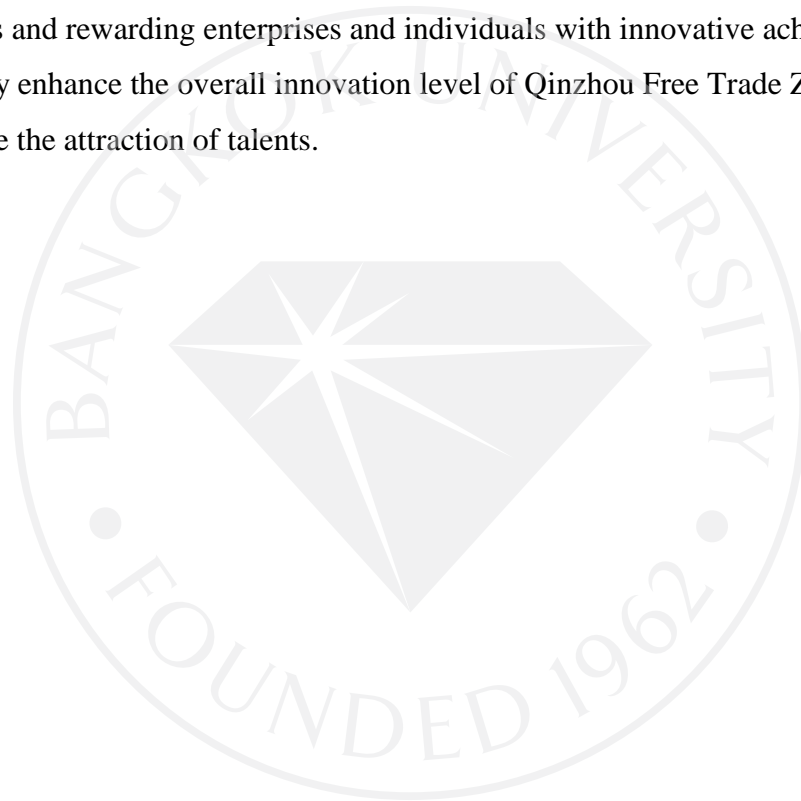 s and rewarding enterprises and individuals with innovative ach
y enhance the overall innovation level of Qinzhou Free Trade Z
e the attraction of talents.
BANGKOK UNIVERSITY
FOUNDED 1962